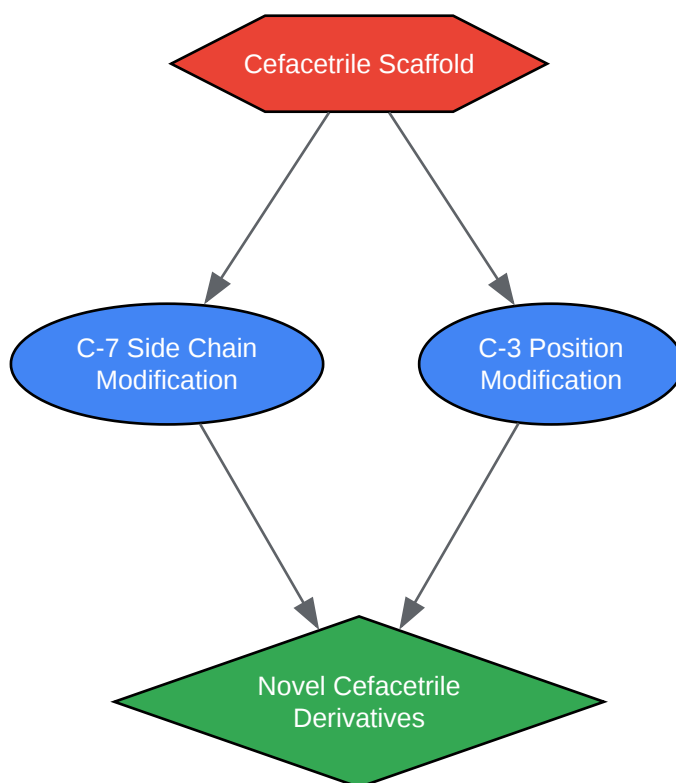 Cefacetrile Scaffold
C-7 Side Chain
Modification
C-3 Position
Modification
Novel Cefacetrile
Derivatives